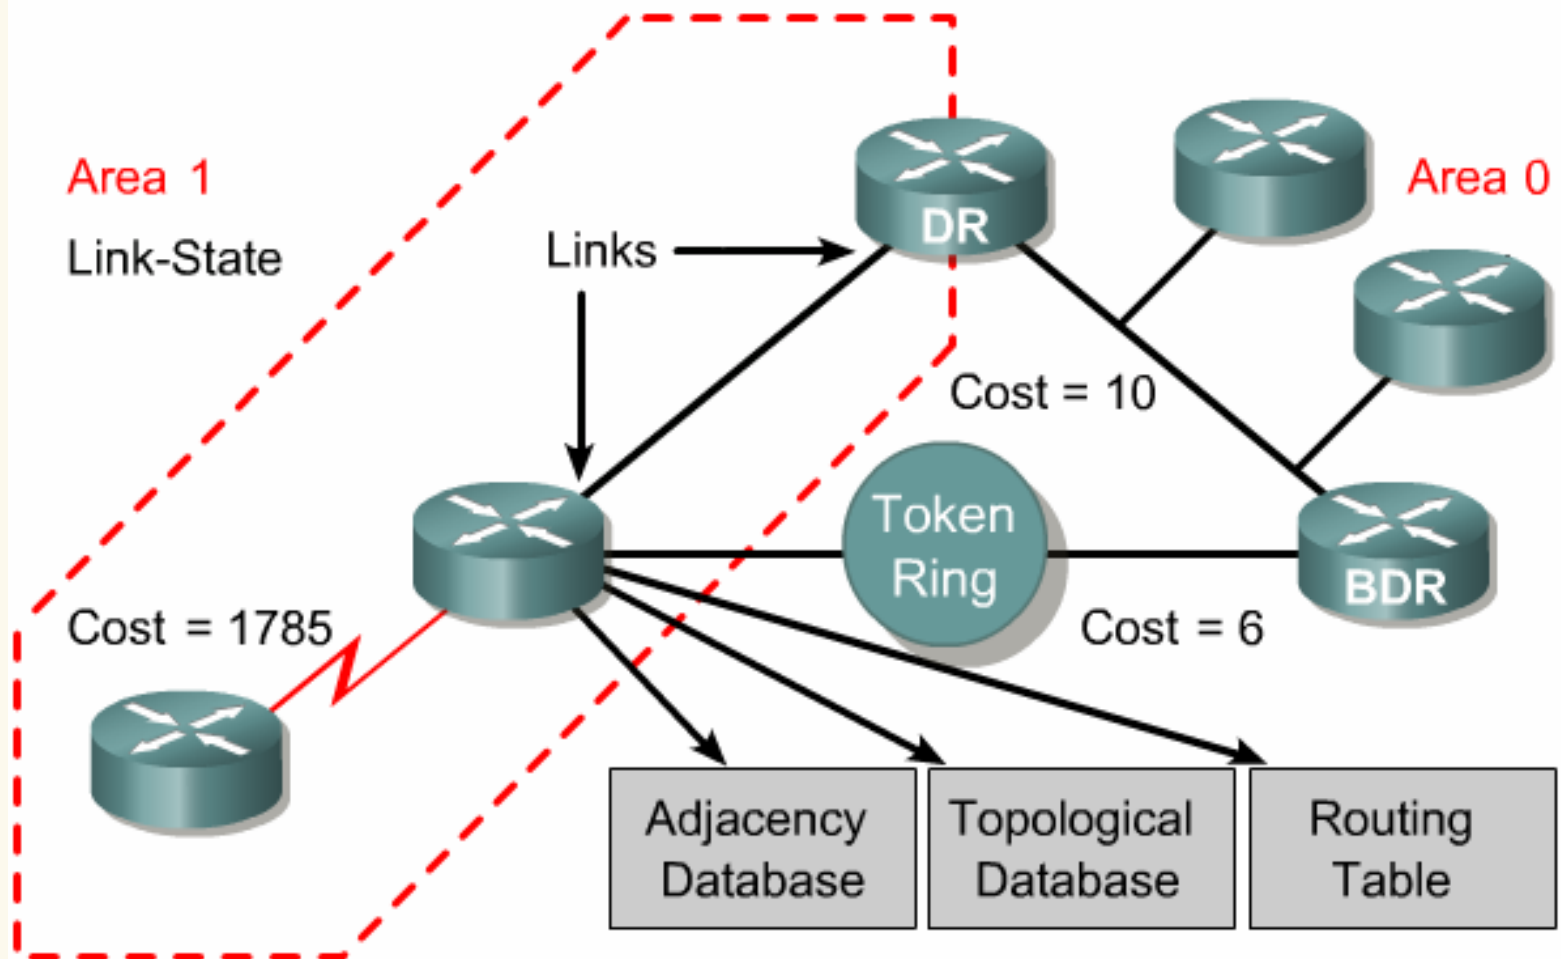 Area 1
Link-State
Links
DR
Area 0
Cost = 10
Token
Ring
BDR
Cost = 1785
Cost = 6
Adjacency
Database
Topological
Database
Routing
Table